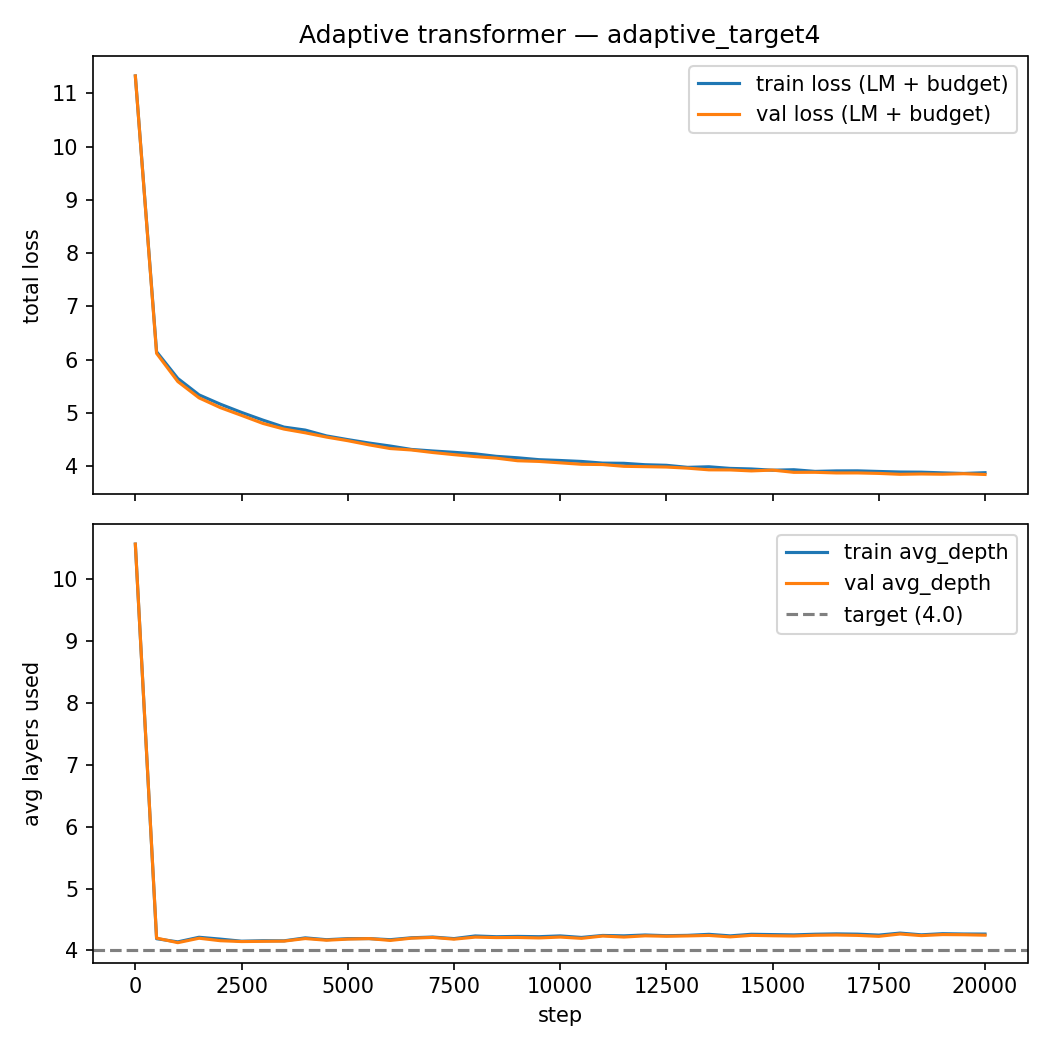 Adaptive transformer — adaptive_target4
train loss (LM + budget)
val loss (LM + budget)
11
10
9
8
7
6
5
4
total loss
train avg_depth
val avg_depth
target (4.0)
10
9
8
7
6
5
4
avg layers used
0 2500 5000 7500 10000 12500 15000 17500 20000
step